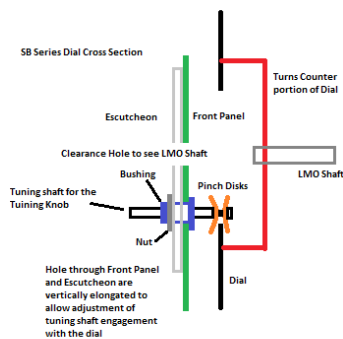 SB Series Dial Cross Section
Turns Counter
portion of Dial
Escutcheon
Front Panel
Clearance Hole to see LMO Shaft
LMO Shaft
Bushing
Pinch Disks
Tuning shaft for the
Tuining Knob
Nut
Hole through Front Panel
and Escutcheon are
vertically elongated to
allow adjustment of
tuning shaft engagement
with the dial
Dial